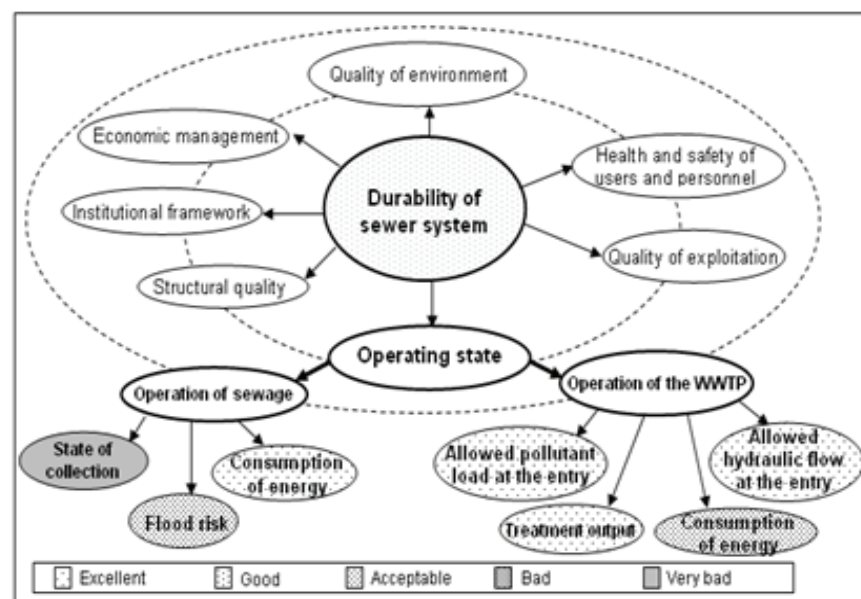 Quality of environment
Economic management
Health and safety of
users and personnel
Durability of
sewer system
Institutional framework
Quality of exploitation
Structural quality
Operating state
Operation of sewage
Operation of the WWTP
State of
collection
Consumption
of energy
Flood risk
Allowed pollutant
load at the entry
Allowed
hydraulic flow
at the entry
Treatment output
Consumption
of energy
Excellent
Good
Acceptable
Bad
Very bad